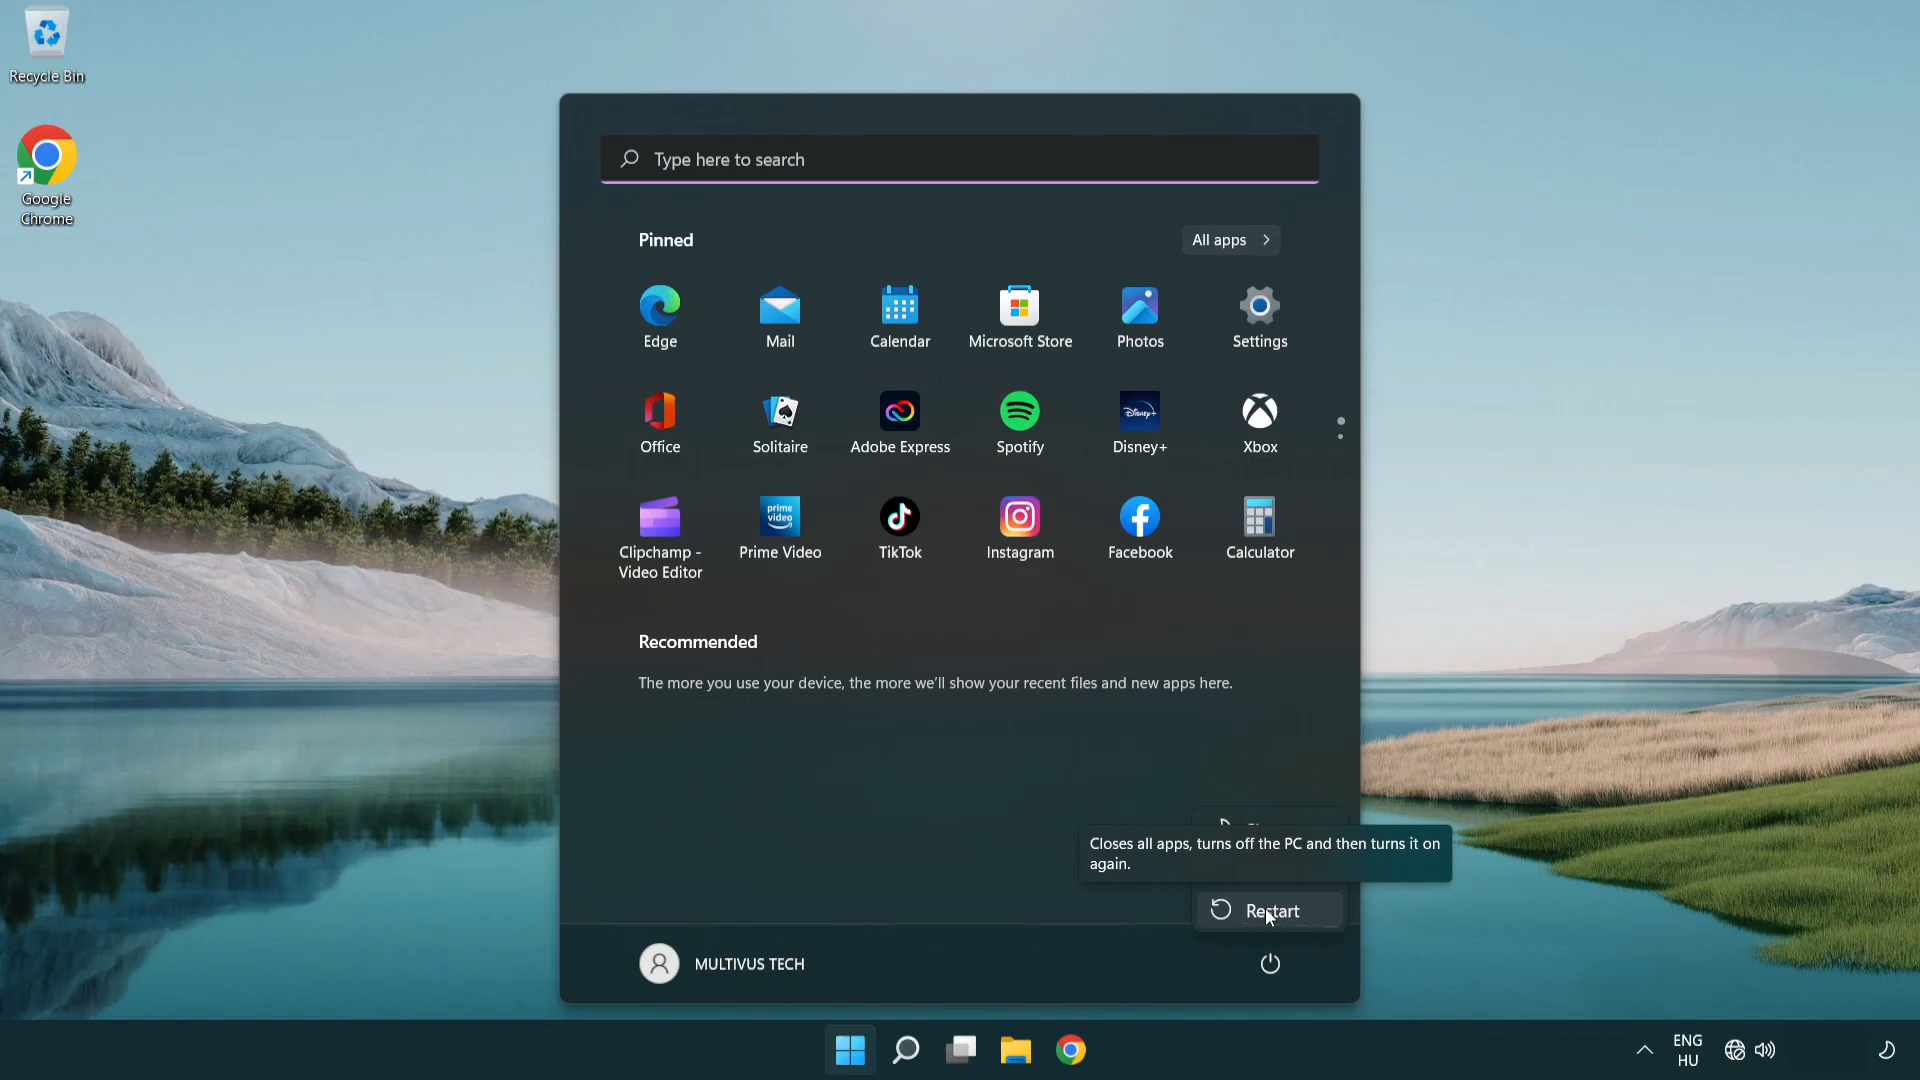 Recycle Bin
Google
Chrome
Type here to search
Pinned
All apps
Edge
Mail
Calendar
Microsoft Store
Photos
Settings
Office
Solitaire
Adobe Express
Spotify
Disney+
Disney+
Xbox
prime
video
Clipchamp -
Video Editor
Prime Video
TikTok
Instagram
Facebook
Calculator
Recommended
The more you use your device, the more we'll show your recent files and new apps here.
Closes all apps, turns off the PC and then turns it on
again.
Restart
MULTIVUS TECH
ENG
HU